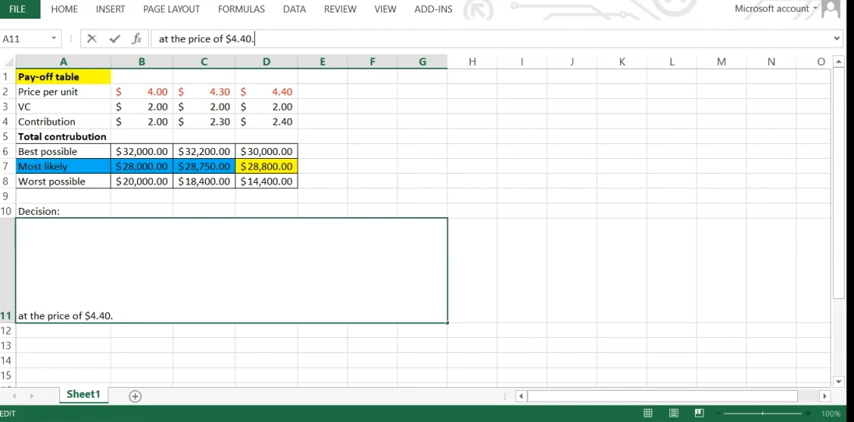 FILE HOME INSERT PAGE LAYOUT FORMULAS DATA REVIEW VIEW ADD-INS Microsoft account
A11 fx at the price of $4.40.
A B C D E F G H I J K L M N O
1 Pay-off table
2 Price per unit $ 4.00 $ 4.30 $ 4.40
3 VC $ 2.00 $ 2.00 $ 2.00
4 Contribution $ 2.00 $ 2.30 $ 2.40
5 Total contrubution
6 Best possible $32,000.00 $32,200.00 $30,000.00
7 Most likely $28,000.00 $28,750.00 $28,800.00
8 Worst possible $20,000.00 $18,400.00 $14,400.00
9
10 Decision:
11 at the price of $4.40.
12
13
14
15
Sheet1
EDIT 100%